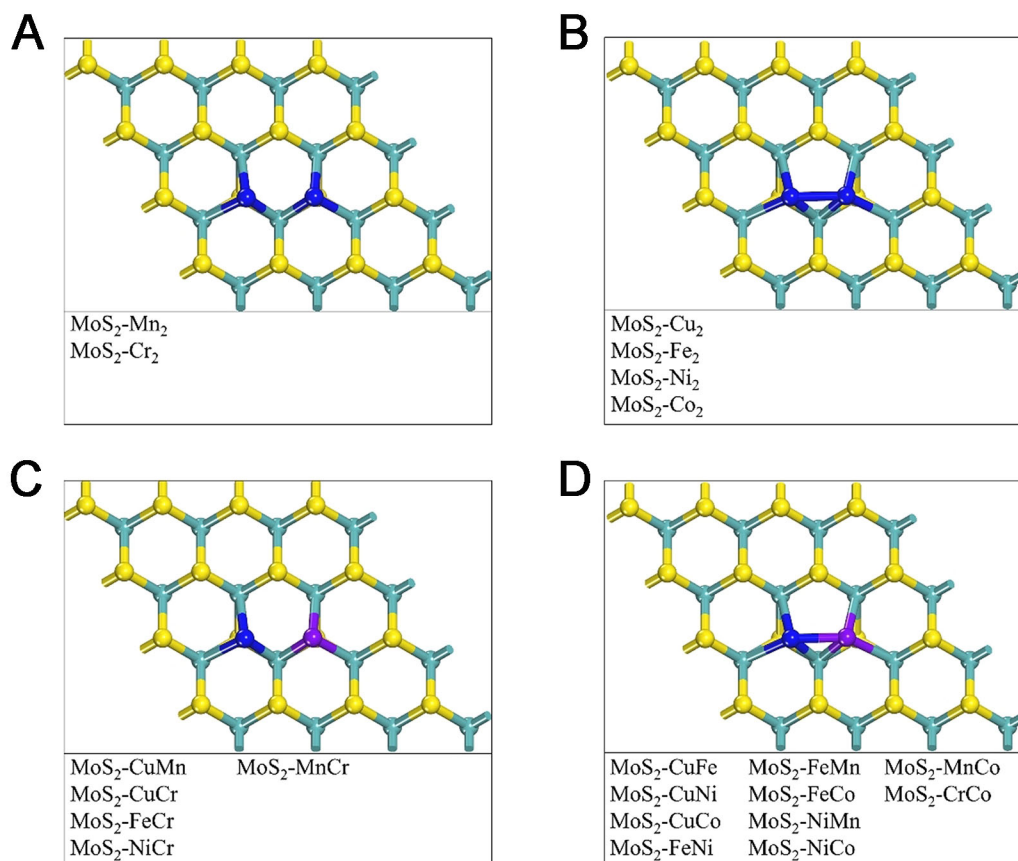 A
MoS₂-Mn₂
MoS₂-Cr₂
B
MoS₂-Cu₂
MoS₂-Fe₂
MoS₂-Ni₂
MoS₂-Co₂
C
MoS₂-CuMn MoS₂-MnCr
MoS₂-CuCr
MoS₂-FeCr
MoS₂-NiCr
D
MoS₂-CuFe MoS₂-FeMn MoS₂-MnCo
MoS₂-CuNi MoS₂-FeCo MoS₂-CrCo
MoS₂-CuCo MoS₂-NiMn
MoS₂-FeNi MoS₂-NiCo